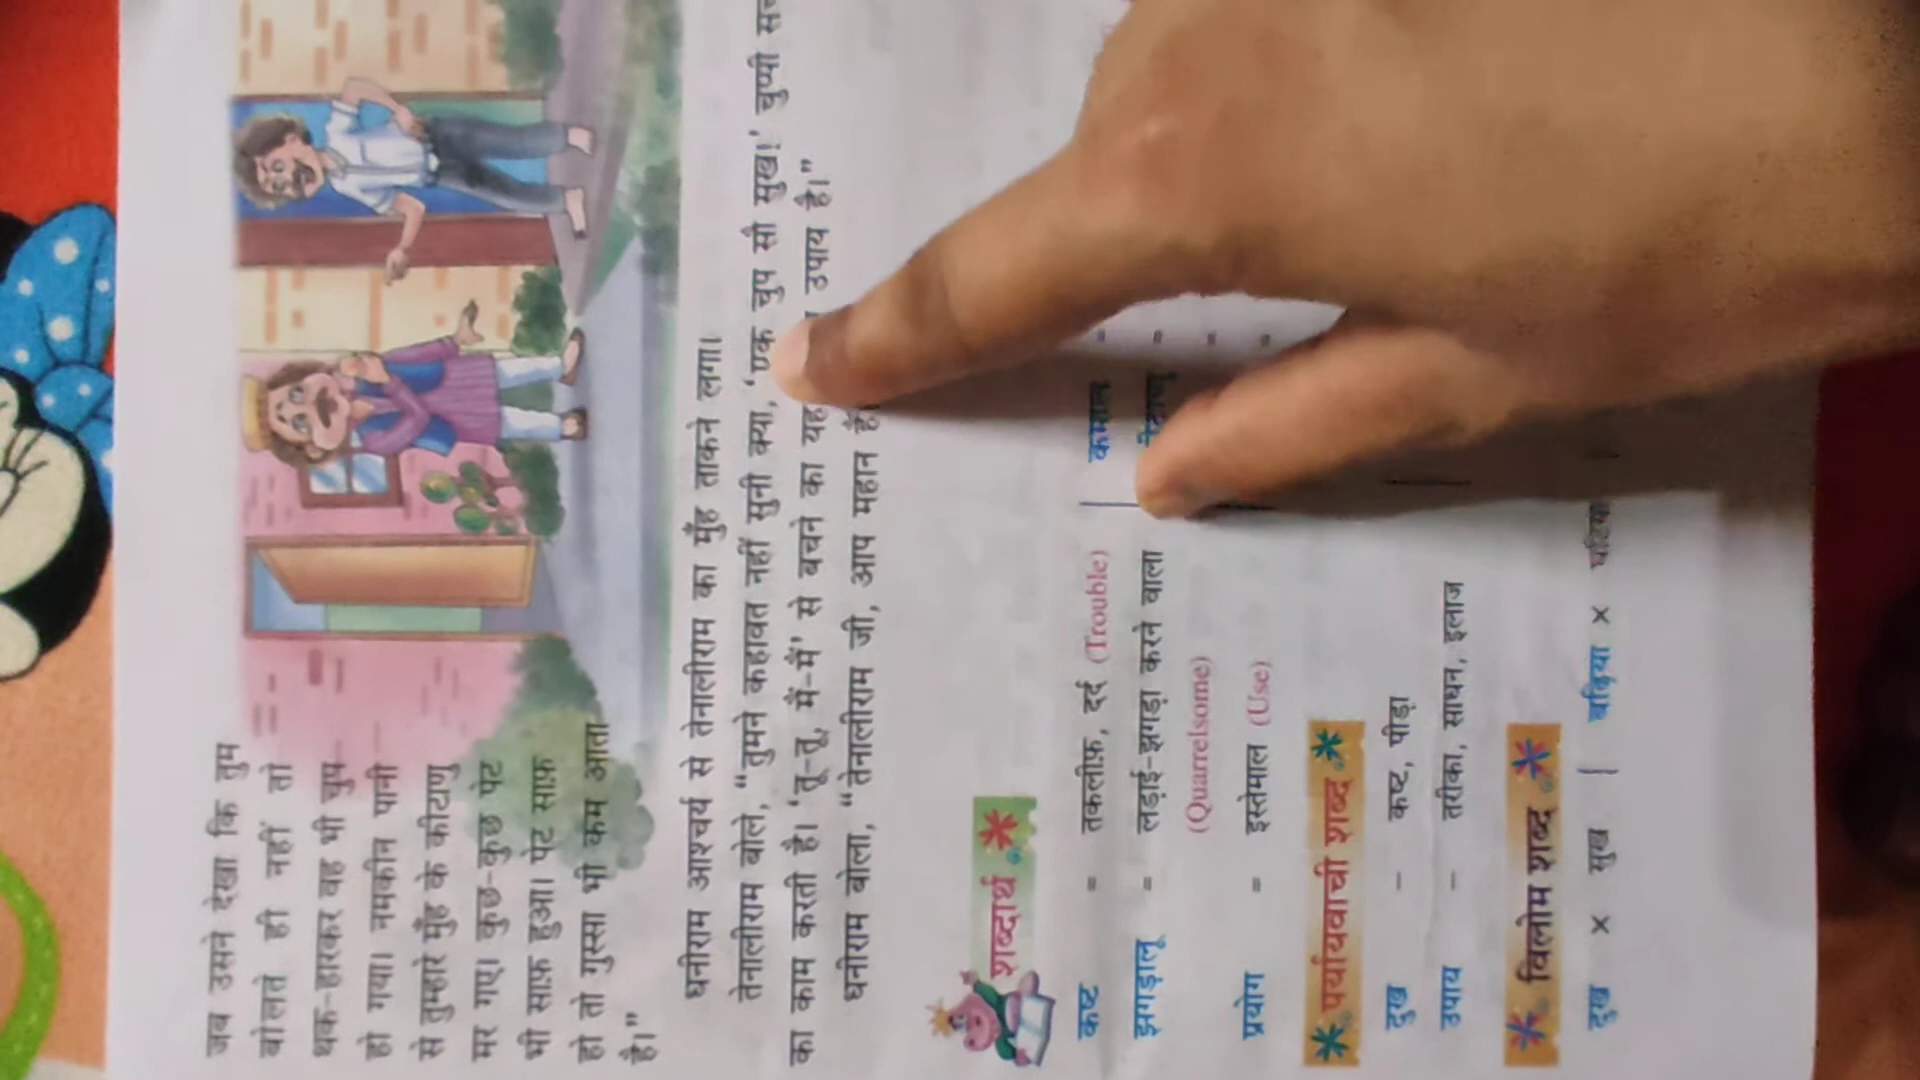 जब उसने देखा कि तुम
बोलते ही नहीं तो
थक-हारकर वह भी चुप
हो गया। नमकीन पानी
से तुम्हारे मुँह के कीटाणु
मर गए। कुछ-कुछ पेट
भी साफ़ हुआ। पेट साफ़
हो तो गुस्सा भी कम आता
है।"
धनीराम आश्चर्य से तेनालीराम का मुँह ताकने लगा।
तेनालीराम बोले, "तुमने कहावत नहीं सुनी क्या, 'एक चुप सौ सुख।' चुप्पी
का काम करती है। 'तू-तू, मैं-मैं' से बचने का यह उपाय है।"
धनीराम बोला, "तेनालीराम जी, आप महान हैं
शब्दार्थ
कष्ट = तकलीफ़, दर्द (Trouble) | कमाल =
झगड़ालू = लड़ाई-झगड़ा करने वाला =
(Quarrelsome) =
प्रयोग = इस्तेमाल (Use) =
पर्यायवाची शब्द
दुख – कष्ट, पीड़ा
उपाय – तरीका, साधन, इलाज
विलोम शब्द
दुख × सुख | बढ़िया ×